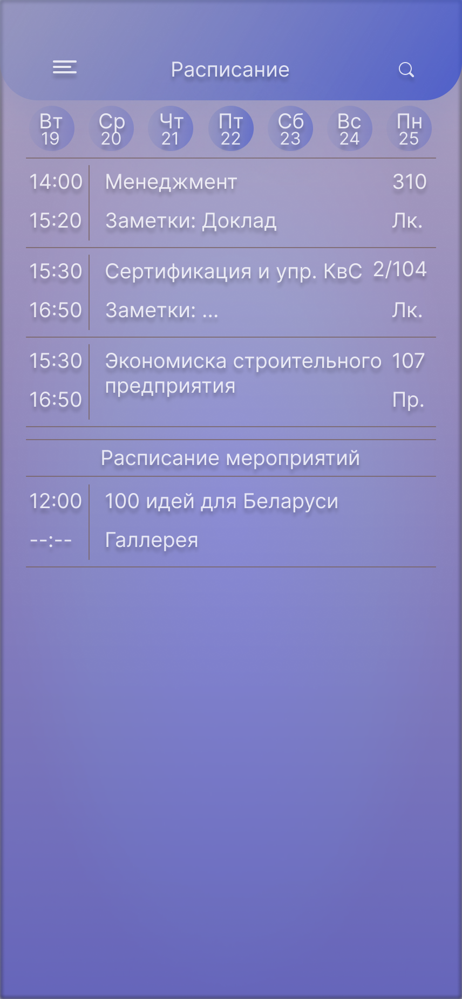 Расписание
Вт Ср Чт Пт Сб Вс Пн
19 20 21 22 23 24 25
14:00 Менеджмент 310
15:20 Заметки: Доклад Лк.
15:30 Сертификация и упр. КвС 2/104
16:50 Заметки: ... Лк.
15:30 Экономиска строительного 107
предприятия
16:50 Пр.
Расписание мероприятий
12:00 100 идей для Беларуси
--:-- Галлерея